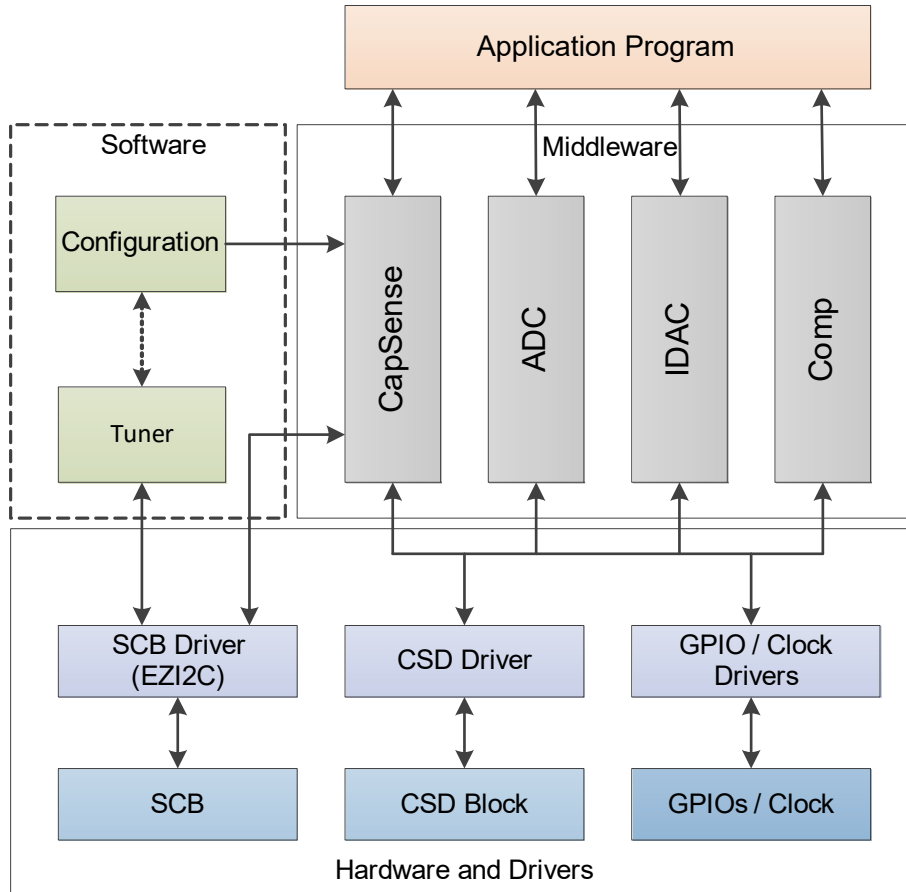 Application Program
Software
Middleware
Configuration
Tuner
CapSense
ADC
IDAC
Comp
SCB Driver
(EZI2C)
CSD Driver
GPIO / Clock
Drivers
SCB
CSD Block
GPIOs / Clock
Hardware and Drivers